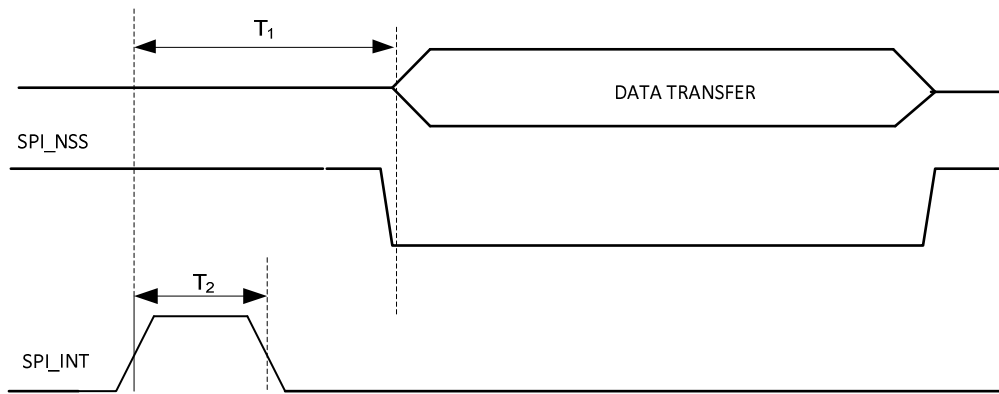 T₁
DATA TRANSFER
SPI_NSS
T₂
SPI_INT